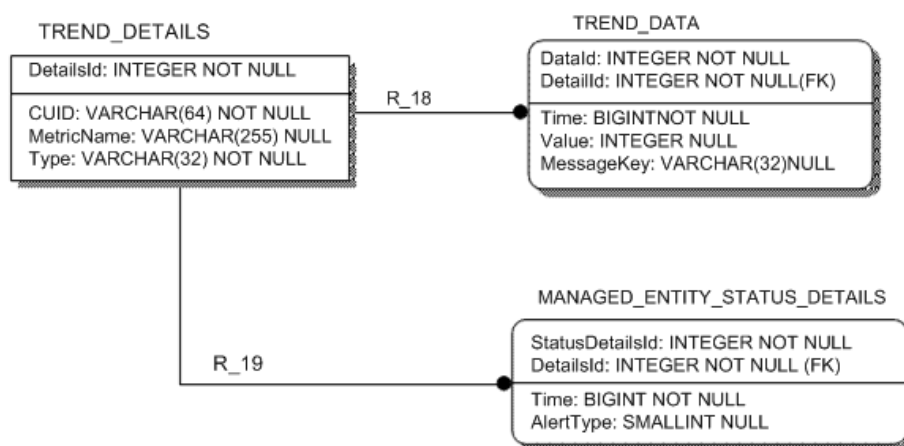 TREND_DETAILS
DetailsId: INTEGER NOT NULL
CUID: VARCHAR(64) NOT NULL
MetricName: VARCHAR(255) NULL
Type: VARCHAR(32) NOT NULL
R_18
TREND_DATA
DataId: INTEGER NOT NULL
DetailId: INTEGER NOT NULL(FK)
Time: BIGINTNOT NULL
Value: INTEGER NULL
MessageKey: VARCHAR(32)NULL
R_19
MANAGED_ENTITY_STATUS_DETAILS
StatusDetailsId: INTEGER NOT NULL
DetailsId: INTEGER NOT NULL (FK)
Time: BIGINT NOT NULL
AlertType: SMALLINT NULL